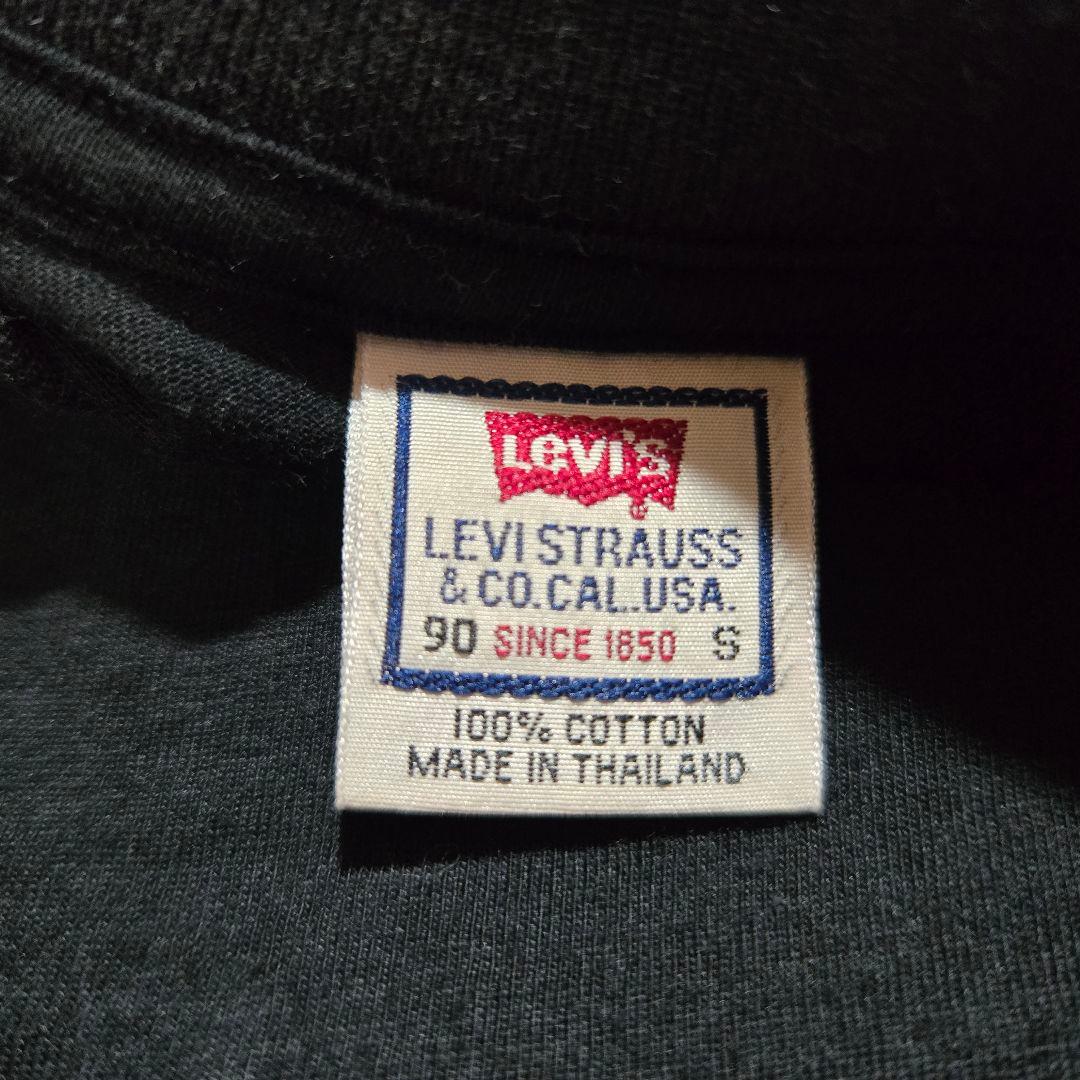 Levi's
®
LEVI STRAUSS
& CO.CAL.USA.
90 SINCE 1850 S
100% COTTON
MADE IN THAILAND